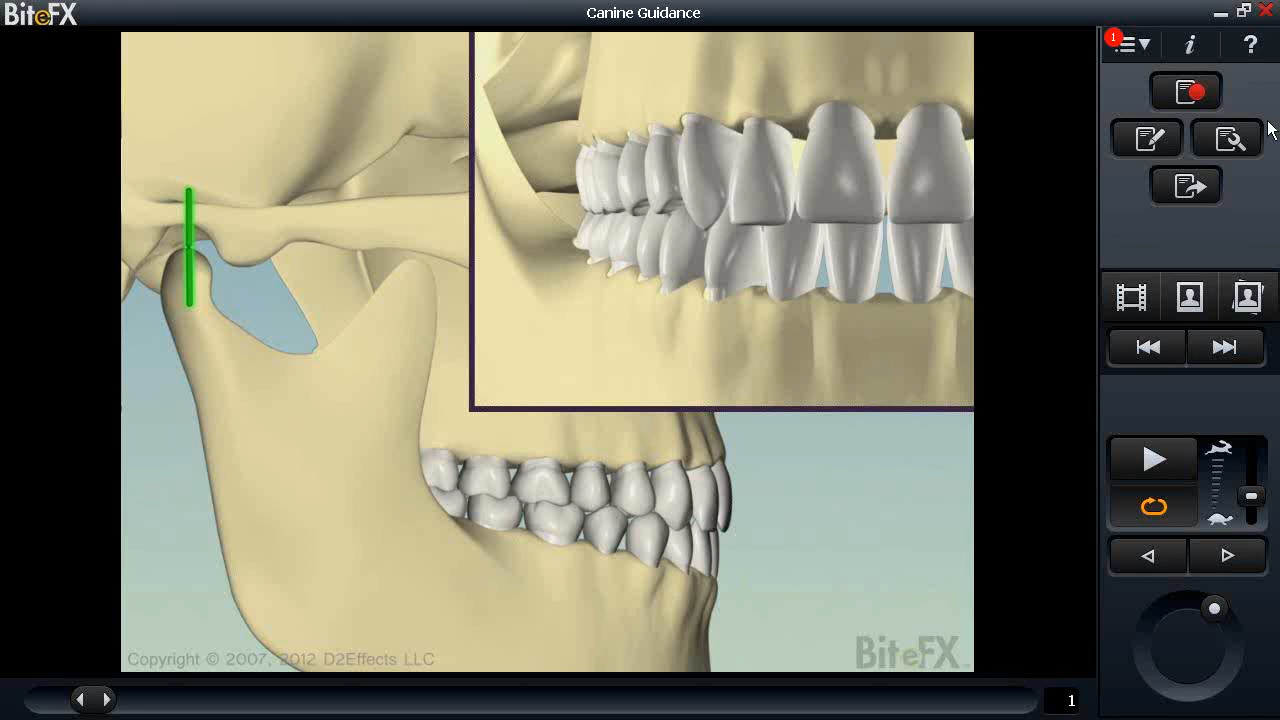 BiteFX
Canine Guidance
1
i
?
Copyright © 2007, 2012 D2Effects LLC
BiteFX
1